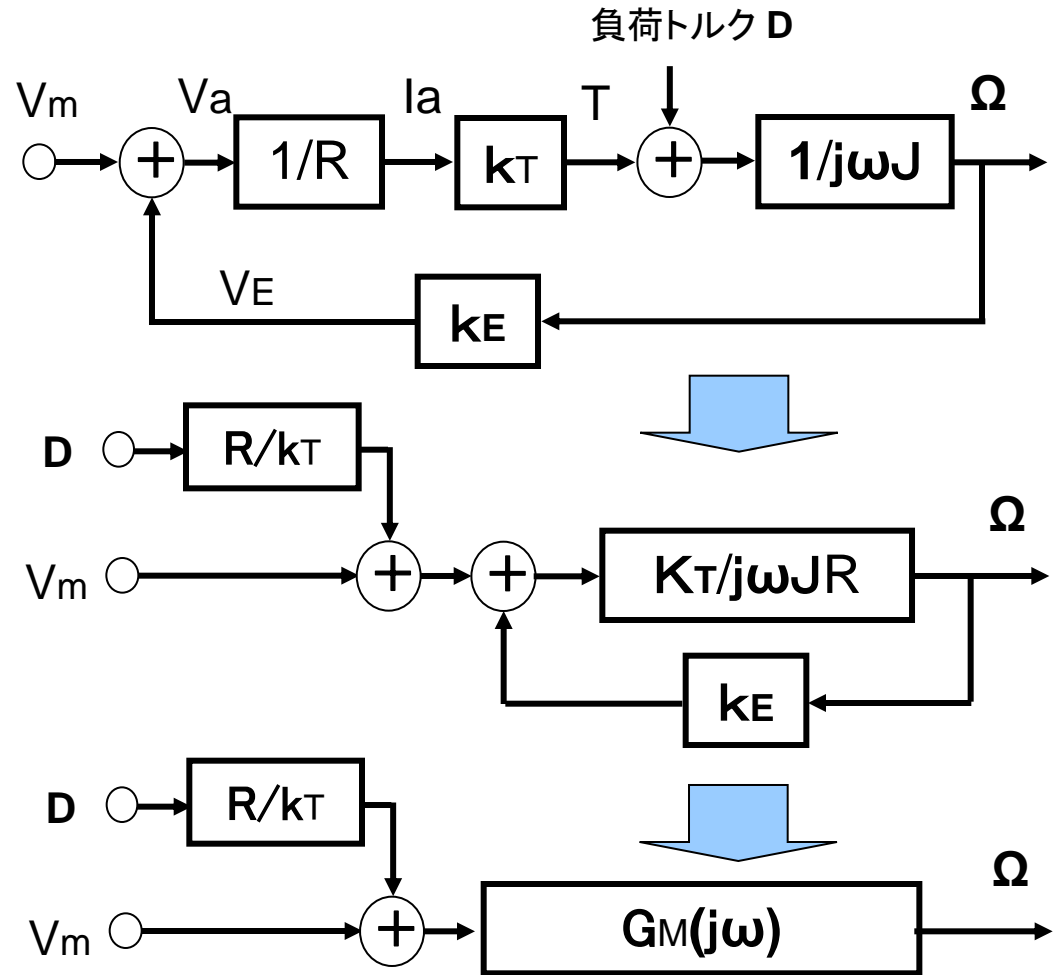 負荷トルク D
Vm
Va
Ia
T
Ω
+
1/R
kT
+
1/jωJ
VE
kE
D
R/kT
Ω
Vm
+
+
KT/jωJR
kE
D
R/kT
Ω
Vm
+
GM(jω)